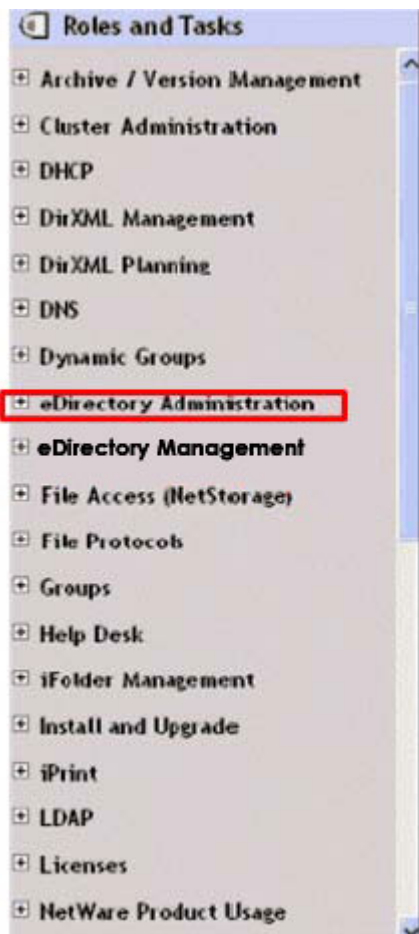 Roles and Tasks
Archive / Version Management
Cluster Administration
DHCP
DirXML Management
DirXML Planning
DNS
Dynamic Groups
eDirectory Administration
eDirectory Management
File Access (NetStorage)
File Protocols
Groups
Help Desk
iFolder Management
Install and Upgrade
iPrint
LDAP
Licenses
NetWare Product Usage